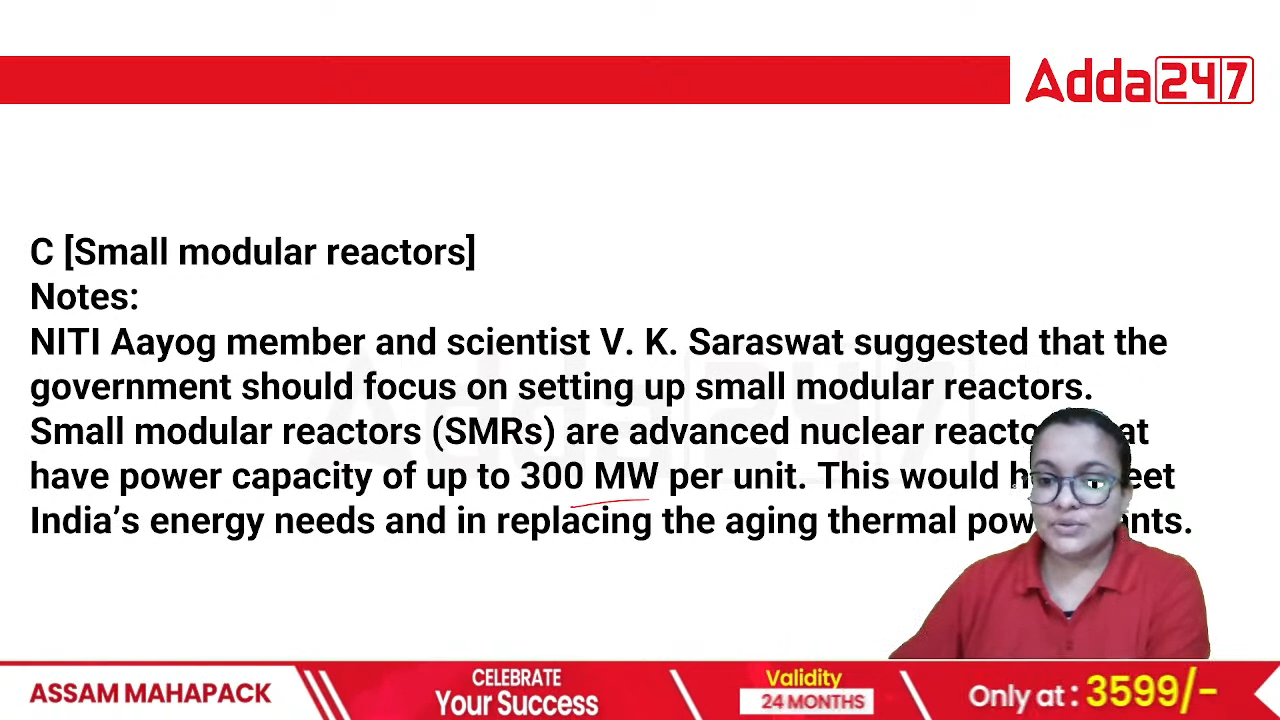 Adda247
C [Small modular reactors]
Notes:
NITI Aayog member and scientist V. K. Saraswat suggested that the
government should focus on setting up small modular reactors.
Small modular reactors (SMRs) are advanced nuclear
have power capacity of up to 300 MW per unit. This would
India's energy needs and in replacing the aging thermal
ASSAM MAHAPACK
CELEBRATE
Your Success
Validity
24 MONTHS
Only at : 3599/-